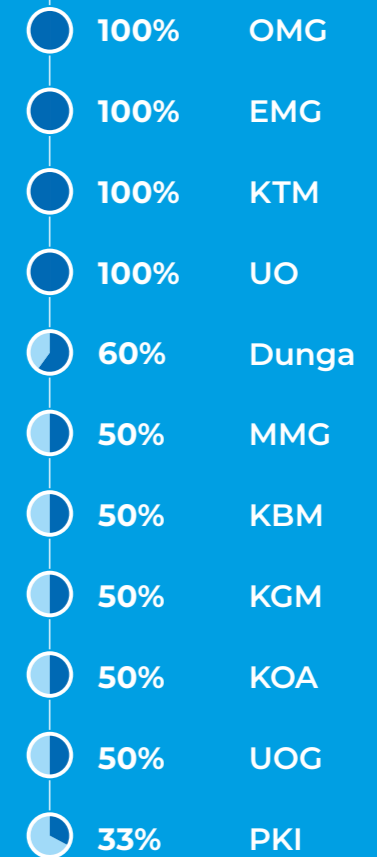 100% OMG
100% EMG
100% KTM
100% UO
60% Dunga
50% MMG
50% KBM
50% KGM
50% KOA
50% UOG
33% PKI